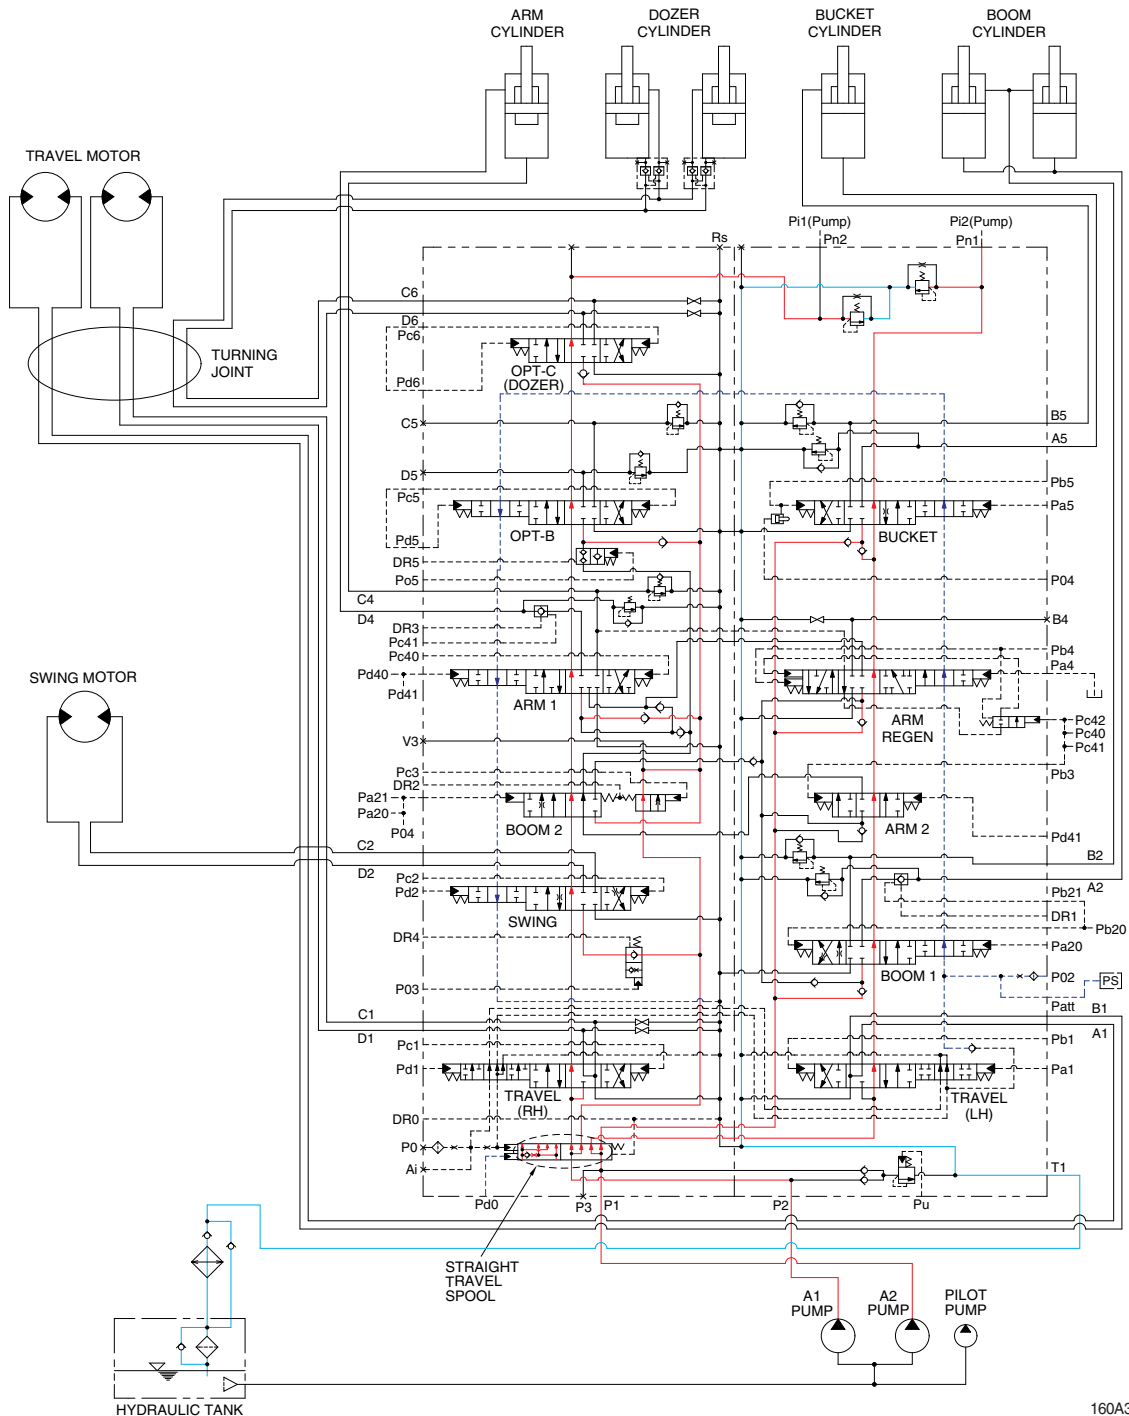 ARM
CYLINDER
DOZER
CYLINDER
BUCKET
CYLINDER
BOOM
CYLINDER
TRAVEL MOTOR
TURNING
JOINT
Rs
Pi1(Pump)
Pn2
Pi2(Pump)
Pn1
C6
D6
Pc6
Pd6
OPT-C
(DOZER)
C5
D5
Pc5
Pd5
OPT-B
DR5
Po5
C4
D4
DR3
Pc41
Pc40
Pd40
Pd41
ARM 1
B5
A5
Pb5
Pa5
BUCKET
P04
B4
Pb4
Pa4
ARM
REGEN
Pc42
Pc40
Pc41
SWING MOTOR
V3
Pc3
DR2
Pa21
Pa20
P04
BOOM 2
Pb3
ARM 2
Pd41
C2
D2
Pc2
Pd2
SWING
DR4
P03
B2
A2
Pb21
DR1
Pb20
Pa20
BOOM 1
P02
PS
Patt
B1
A1
C1
D1
Pc1
Pd1
TRAVEL
(RH)
Pb1
Pa1
TRAVEL
(LH)
DR0
P0
Ai
Pd0
P3
P1
P2
Pu
T1
STRAIGHT
TRAVEL
SPOOL
A1
PUMP
A2
PUMP
PILOT
PUMP
HYDRAULIC TANK